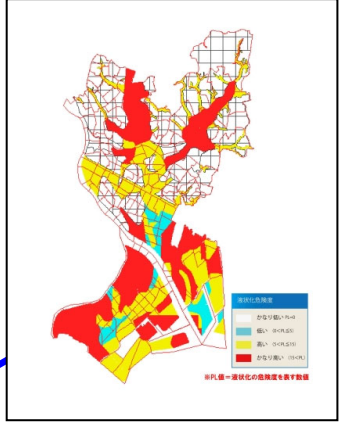 液状化危険度
かなり低い PL=0
低い 0<PL≦5
高い 5<PL≦15
かなり高い 15<PL
※PL値＝液状化の危険度を表す数値